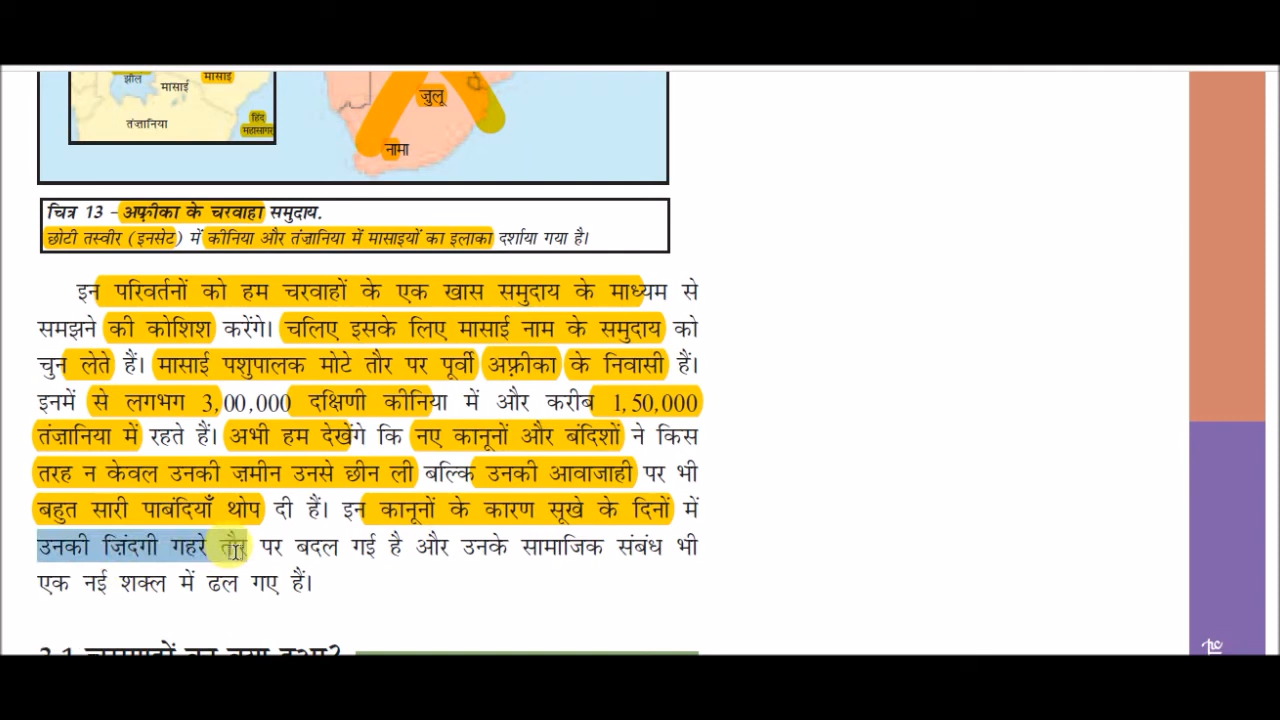 झील
मासाई
मासाई
तंज़ानिया
हिंद
महासागर
जुलू
नामा
चित्र 13 – अफ़्रीका के चरवाहा समुदाय.
छोटी तस्वीर (इनसेट) में कीनिया और तंज़ानिया में मासाइयों का इलाका दर्शाया गया है।
इन परिवर्तनों को हम चरवाहों के एक खास समुदाय के माध्यम से
समझने की कोशिश करेंगे। चलिए इसके लिए मासाई नाम के समुदाय को
चुन लेते हैं। मासाई पशुपालक मोटे तौर पर पूर्वी अफ़्रीका के निवासी हैं।
इनमें से लगभग 3,00,000 दक्षिणी कीनिया में और करीब 1,50,000
तंज़ानिया में रहते हैं। अभी हम देखेंगे कि नए कानूनों और बंदिशों ने किस
तरह न केवल उनकी ज़मीन उनसे छीन ली बल्कि उनकी आवाजाही पर भी
बहुत सारी पाबंदियाँ थोप दी हैं। इन कानूनों के कारण सूखे के दिनों में
उनकी ज़िंदगी गहरे तौर पर बदल गई है और उनके सामाजिक संबंध भी
एक नई शक्ल में ढल गए हैं।
3.1 चरागाहों का क्या हुआ?